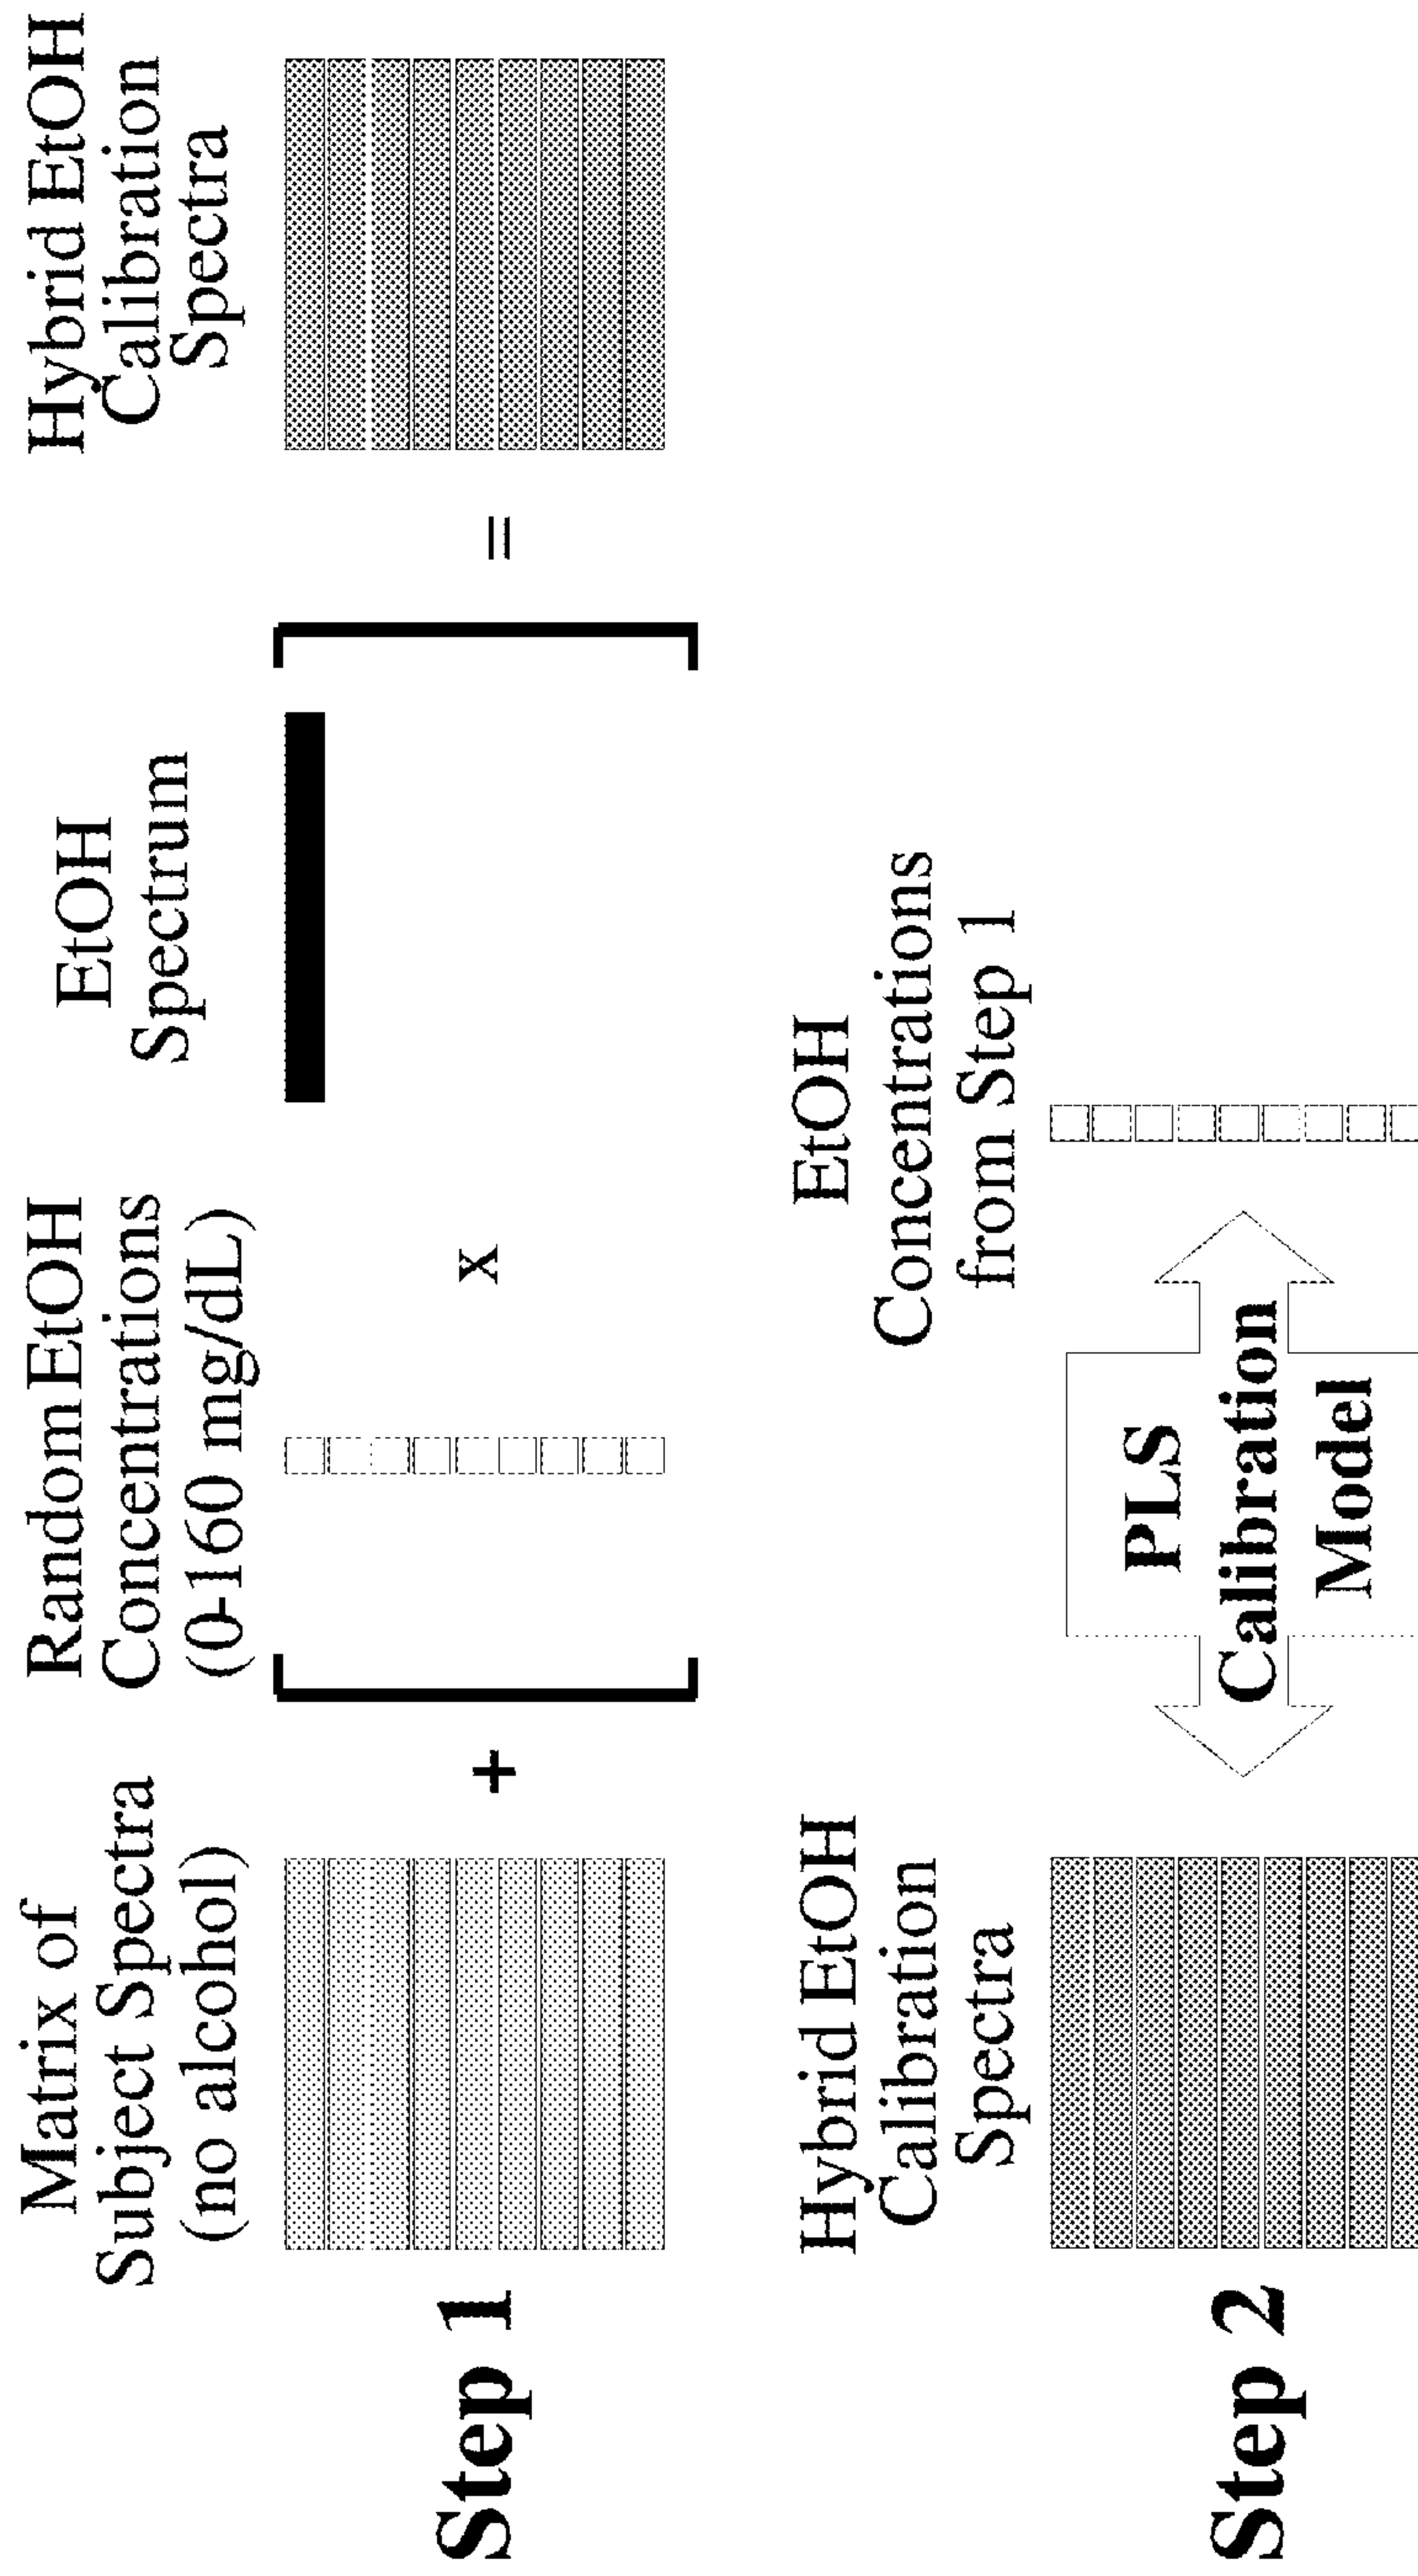 Step 1
Matrix of
Subject Spectra
(no alcohol)
+
Random EtOH
Concentrations
(0-160 mg/dL)
x
EtOH
Spectrum
=
Hybrid EtOH
Calibration
Spectra
Step 2
Hybrid EtOH
Calibration
Spectra
PLS
Calibration
Model
EtOH
Concentrations
from Step 1